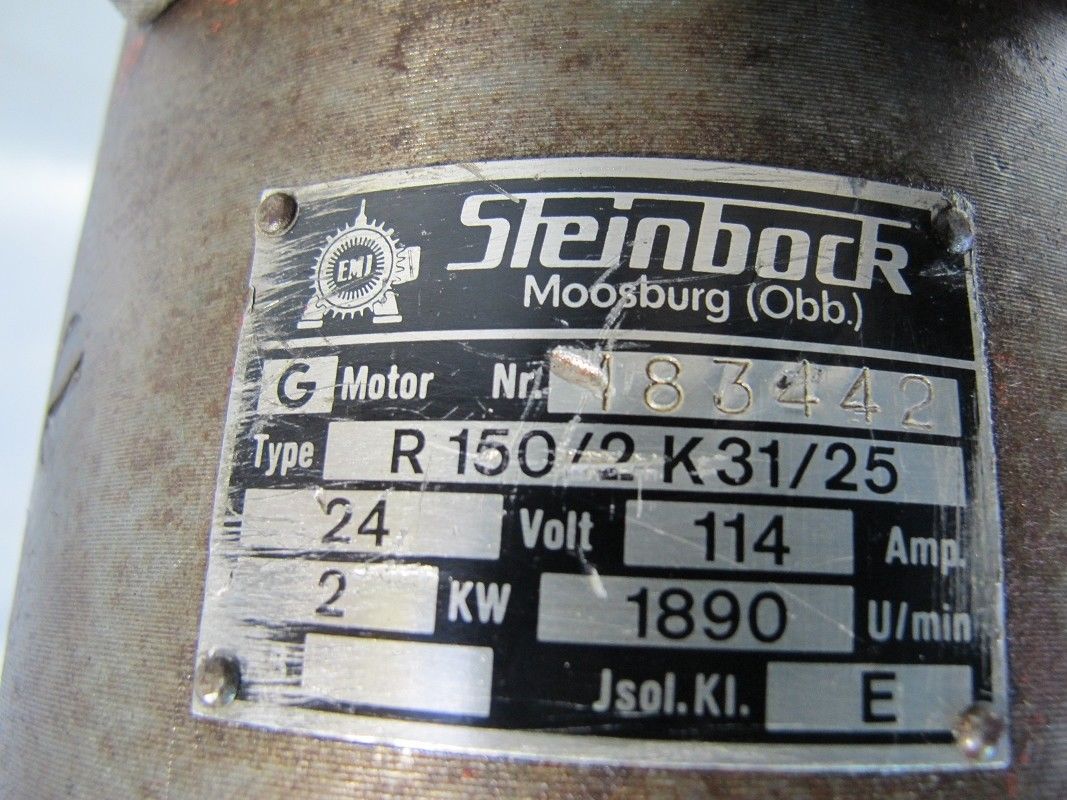 EMI
Steinbock
Moosburg (Obb.)
G Motor Nr. 183442
Type R 150/2 K31/25
24 Volt 114 Amp.
2 KW 1890 U/min
Jsol.Kl. E